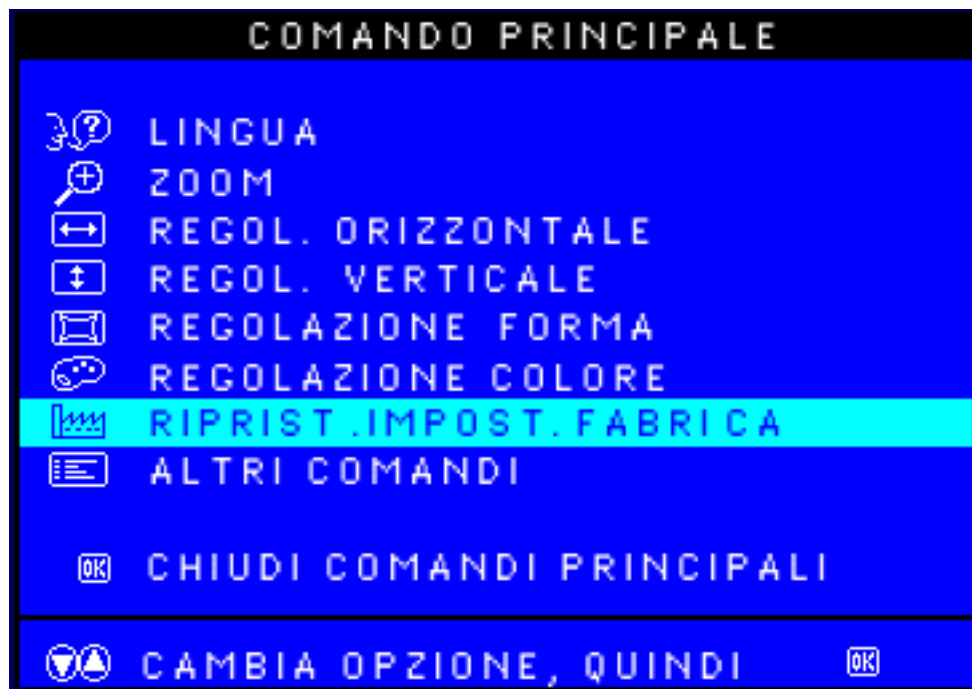 COMANDO PRINCIPALE
LINGUA
ZOOM
REGOL. ORIZZONTALE
REGOL. VERTICALE
REGOLAZIONE FORMA
REGOLAZIONE COLORE
RIPRIST.IMPOST.FABRICA
ALTRI COMANDI
OK CHIUDI COMANDI PRINCIPALI
CAMBIA OPZIONE, QUINDI OK